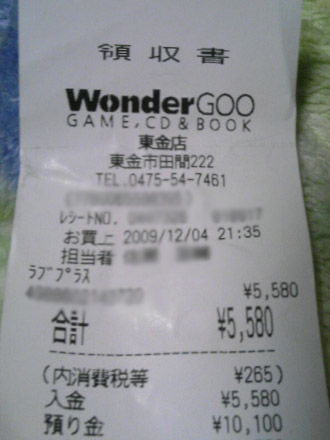 領収書
WonderGOO
GAME, CD & BOOK
東金店
東金市田間222
TEL.0475-54-7461
レシートNO.
お買上 2009/12/04 21:35
担当者
ラブプラス
¥5,580
合計 ¥5,580
(内消費税等 ¥265)
入金 ¥5,580
預り金 ¥10,100